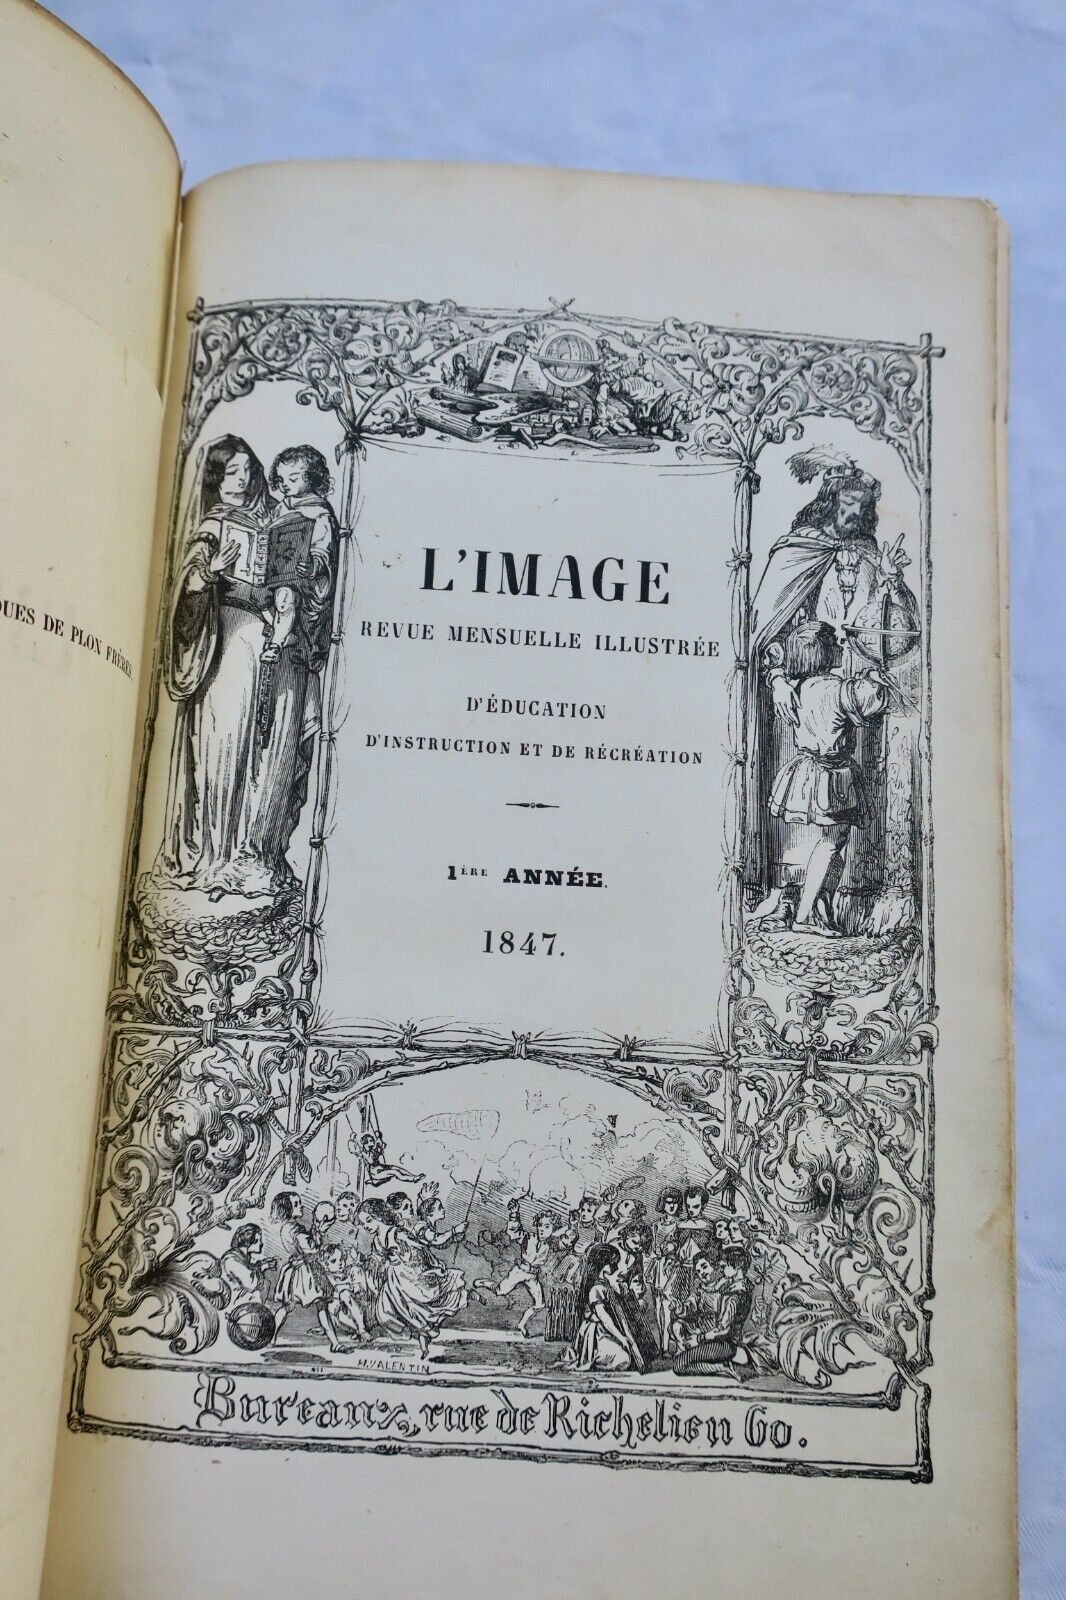 QUES DE PLON FRÈRES
L'IMAGE
REVUE MENSUELLE ILLUSTRÉE
D'ÉDUCATION
D'INSTRUCTION ET DE RÉCRÉATION
1ÈRE ANNÉE.
1847.
H. VALENTIN
Bureaux, rue de Richelieu 60.